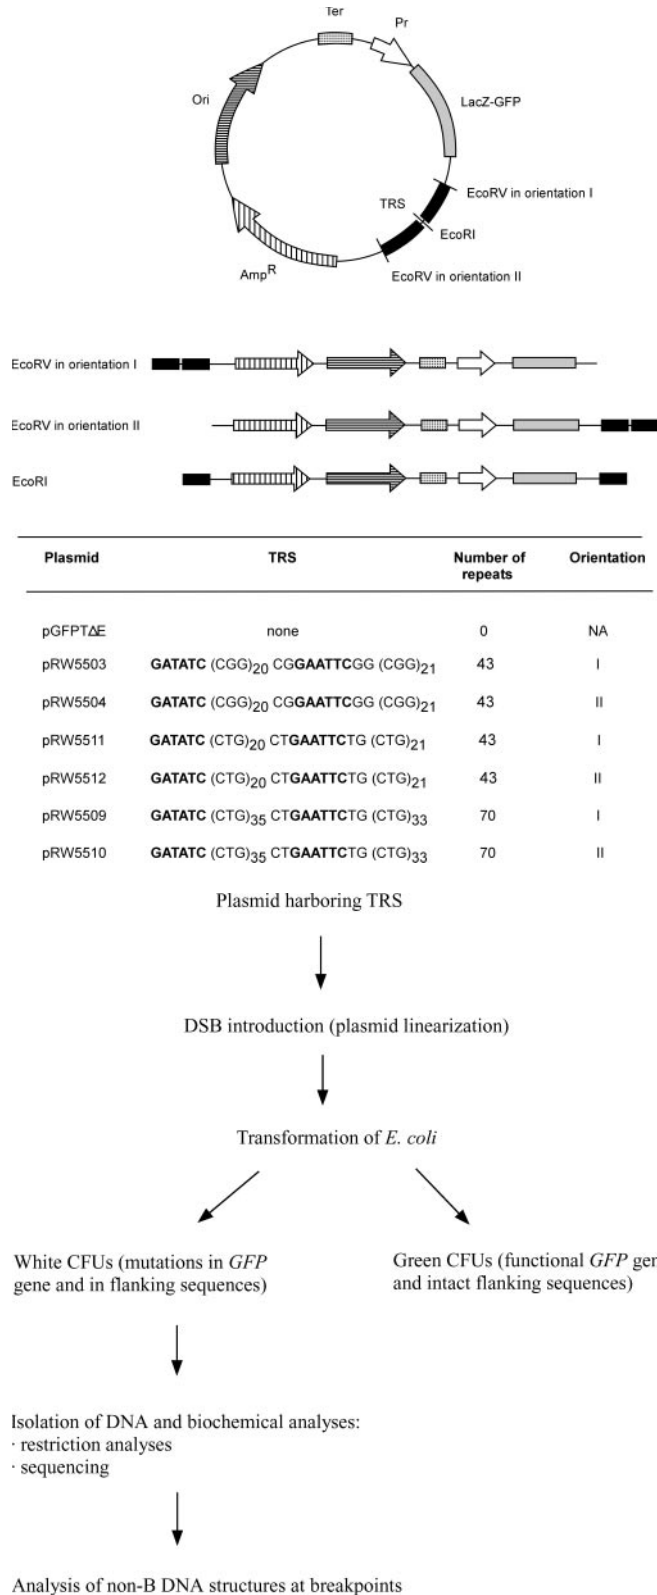 Ter
Pr
Ori
LacZ-GFP
EcoRV in orientation I
TRS
EcoRI
Amp^R
EcoRV in orientation II
EcoRV in orientation I
EcoRV in orientation II
EcoRI
Plasmid TRS Number of repeats Orientation
pGFPTΔE none 0 NA
pRW5503 GATATC (CGG)20 CGGAATTCGG (CGG)21 43 I
pRW5504 GATATC (CGG)20 CGGAATTCGG (CGG)21 43 II
pRW5511 GATATC (CTG)20 CTGAATTCTG (CTG)21 43 I
pRW5512 GATATC (CTG)20 CTGAATTCTG (CTG)21 43 II
pRW5509 GATATC (CTG)35 CTGAATTCTG (CTG)33 70 I
pRW5510 GATATC (CTG)35 CTGAATTCTG (CTG)33 70 II
Plasmid harboring TRS
DSB introduction (plasmid linearization)
Transformation of E. coli
White CFUs (mutations in GFP
gene and in flanking sequences)
Green CFUs (functional GFP gen
and intact flanking sequences)
Isolation of DNA and biochemical analyses:
· restriction analyses
· sequencing
Analysis of non-B DNA structures at breakpoints